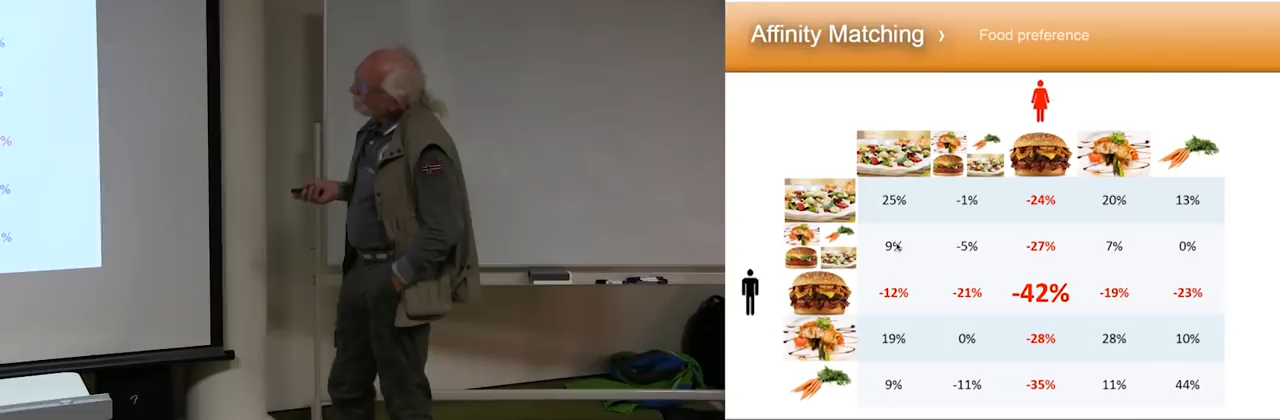 %
%
%
%
%
Affinity Matching › Food preference
25% -1% -24% 20% 13%
9% -5% -27% 7% 0%
-12% -21% -42% -19% -23%
19% 0% -28% 28% 10%
9% -11% -35% 11% 44%